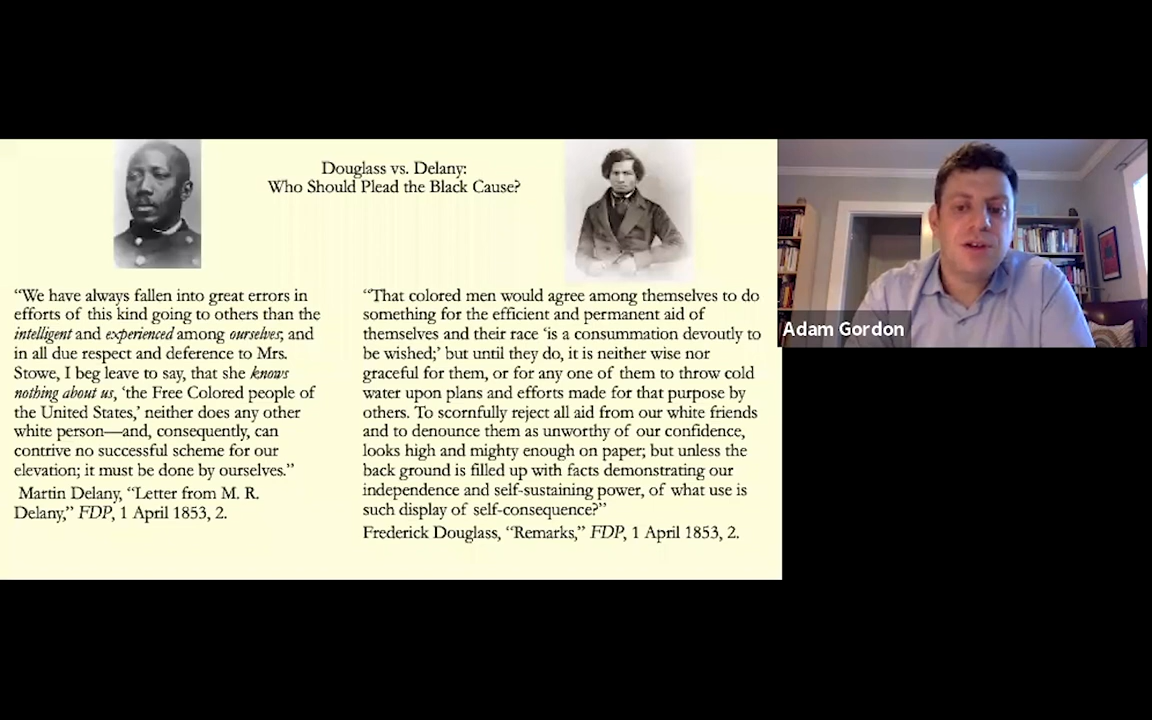 Douglass vs. Delany:
Who Should Plead the Black Cause?
“We have always fallen into great errors in
efforts of this kind going to others than the
intelligent and experienced among ourselves; and
in all due respect and deference to Mrs.
Stowe, I beg leave to say, that she knows
nothing about us, ‘the Free Colored people of
the United States,’ neither does any other
white person—and, consequently, can
contrive no successful scheme for our
elevation; it must be done by ourselves.”
Martin Delany, “Letter from M. R.
Delany,” FDP, 1 April 1853, 2.
“That colored men would agree among themselves to do
something for the efficient and permanent aid of
themselves and their race ‘is a consummation devoutly to
be wished;’ but until they do, it is neither wise nor
graceful for them, or for any one of them to throw cold
water upon plans and efforts made for that purpose by
others. To scornfully reject all aid from our white friends
and to denounce them as unworthy of our confidence,
looks high and mighty enough on paper; but unless the
back ground is filled up with facts demonstrating our
independence and self-sustaining power, of what use is
such display of self-consequence?”
Frederick Douglass, “Remarks,” FDP, 1 April 1853, 2.
Adam Gordon